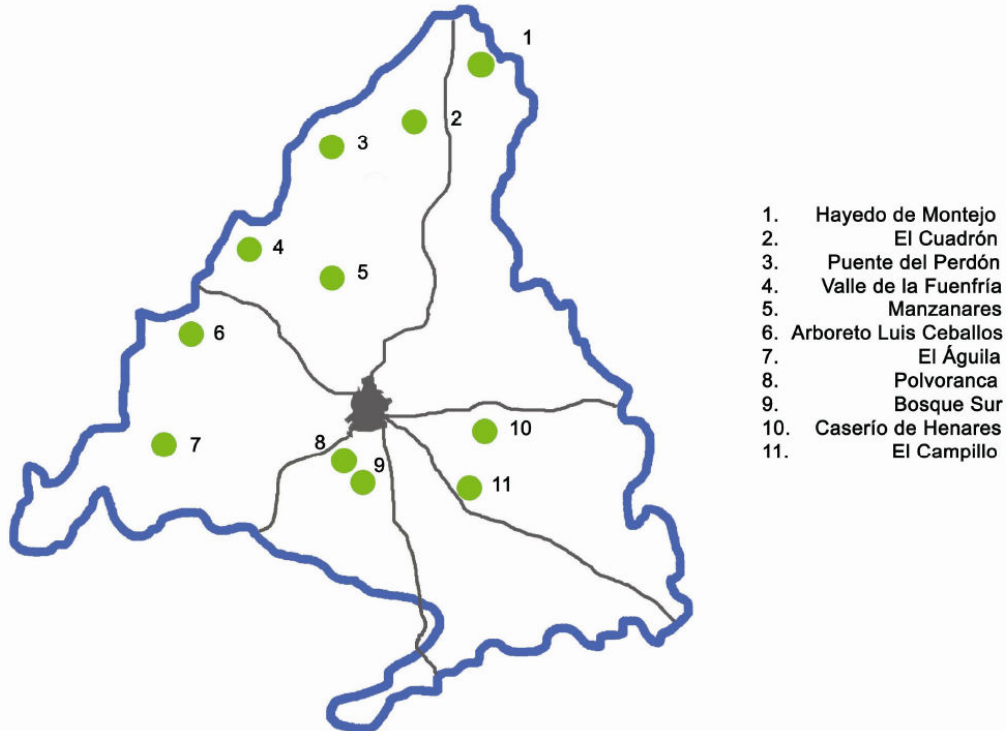 1
2
3
4
5
6
7
8
9
10
11
1. Hayedo de Montejo
2. El Cuadrón
3. Puente del Perdón
4. Valle de la Fuenfría
5. Manzanares
6. Arboreto Luis Ceballos
7. El Águila
8. Polvoranca
9. Bosque Sur
10. Caserío de Henares
11. El Campillo